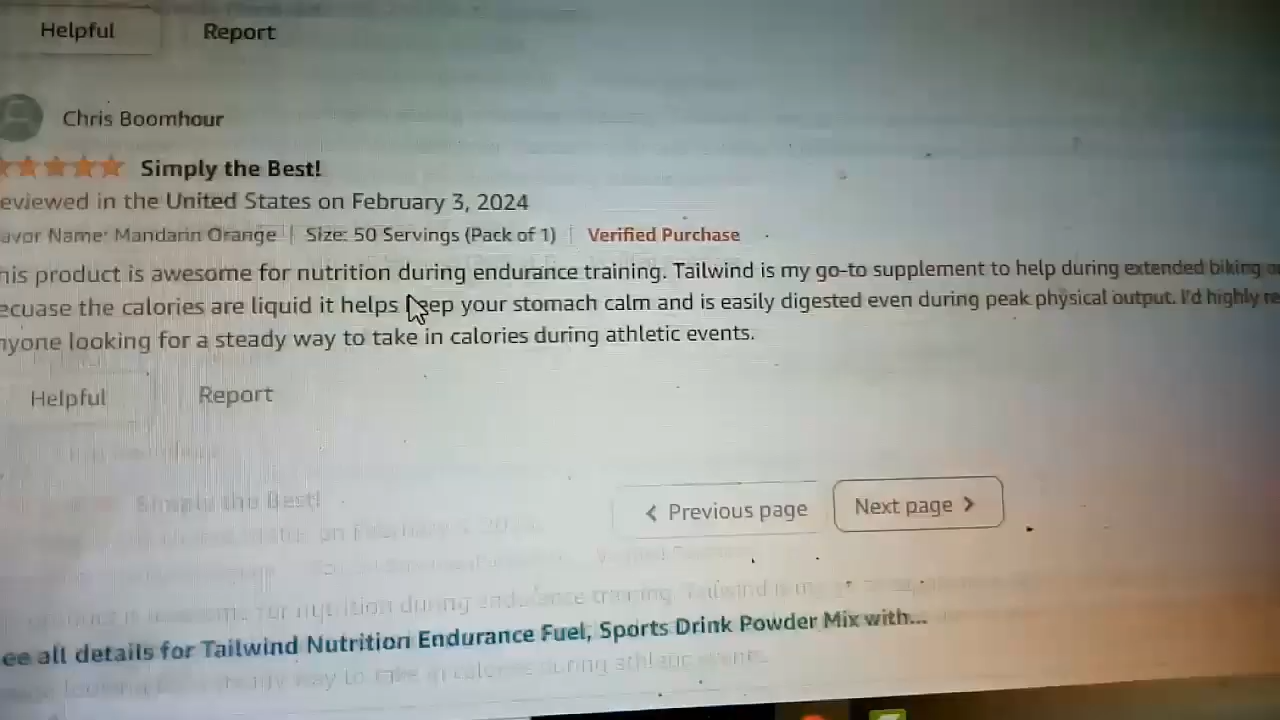 Helpful Report
Chris Boomhour
Simply the Best!
eviewed in the United States on February 3, 2024
avor Name: Mandarin Orange | Size: 50 Servings (Pack of 1) | Verified Purchase
his product is awesome for nutrition during endurance training. Tailwind is my go-to supplement to help during extended biking
ecuase the calories are liquid it helps keep your stomach calm and is easily digested even during peak physical output. I'd highly re
nyone looking for a steady way to take in calories during athletic events.
Helpful Report
Simply the Best!
Previous page Next page
ee all details for Tailwind Nutrition Endurance Fuel, Sports Drink Powder Mix with...